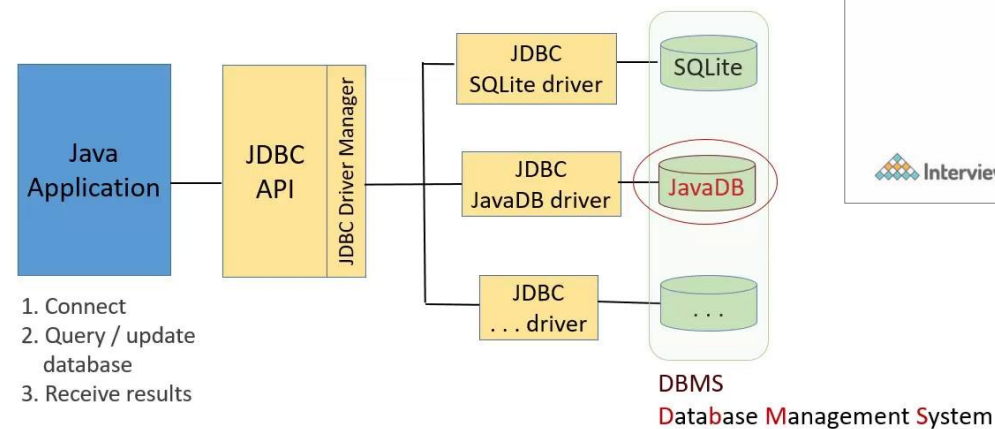 Java
Application
JDBC
API
JDBC Driver Manager
JDBC
SQLite driver
JDBC
JavaDB driver
JDBC
. . . driver
SQLite
JavaDB
. . .
1. Connect
2. Query / update
database
3. Receive results
DBMS
Database Management System
Interview